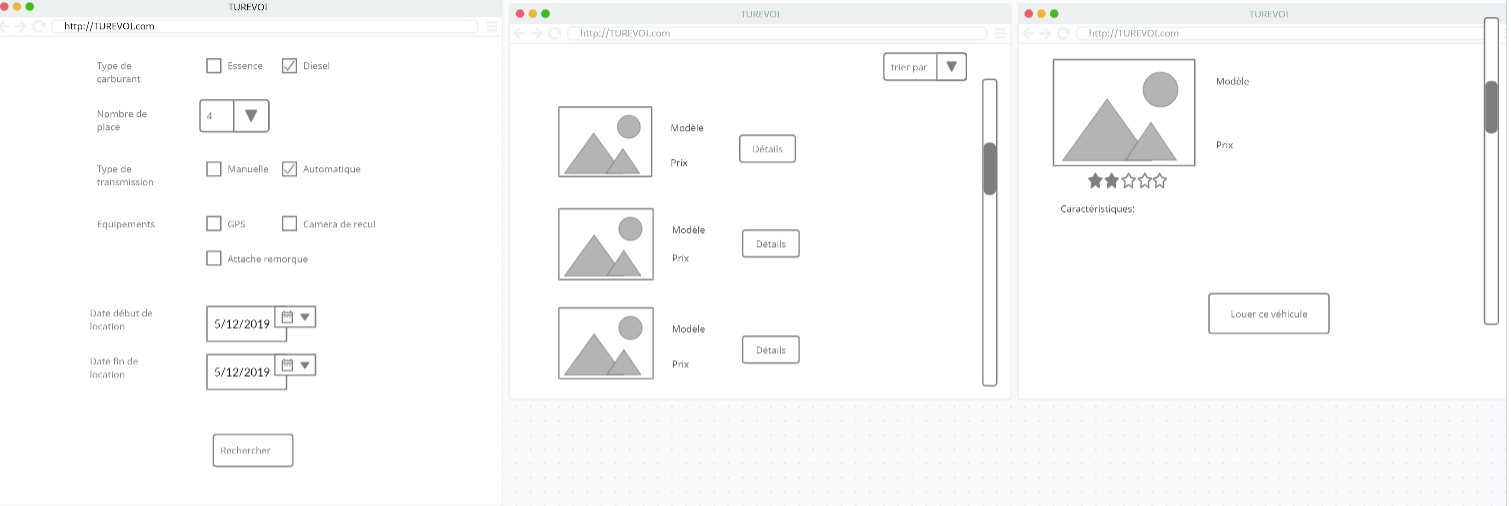 TUREVOI
http://TUREVOI.com
Type de
carburant
Essence
Diesel
Nombre de
place
4
Type de
transmission
Manuelle
Automatique
Equipements
GPS
Camera de recul
Attache remorque
Date début de
location
5/12/2019
Date fin de
location
5/12/2019
Rechercher
TUREVOI
http://TUREVOI.com
trier par
Modèle
Prix
Détails
Modèle
Prix
Détails
Modèle
Prix
Détails
TUREVOI
http://TUREVOI.com
Modèle
Prix
Caractéristiques:
Louer ce véhicule